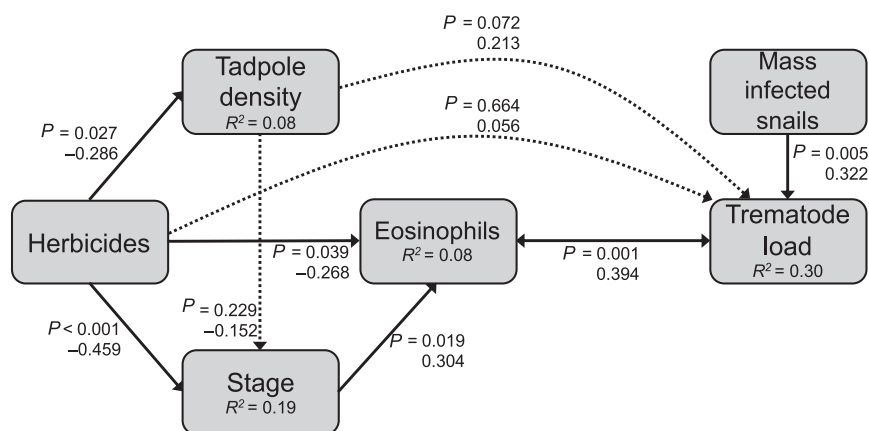 P = 0.072
0.213
Tadpole
density
R² = 0.08
Mass
infected
snails
P = 0.664
0.056
P = 0.027
–0.286
P = 0.005
0.322
Herbicides
Eosinophils
R² = 0.08
Trematode
load
R² = 0.30
P = 0.039
–0.268
P = 0.001
0.394
P < 0.001
–0.459
P = 0.229
–0.152
P = 0.019
0.304
Stage
R² = 0.19